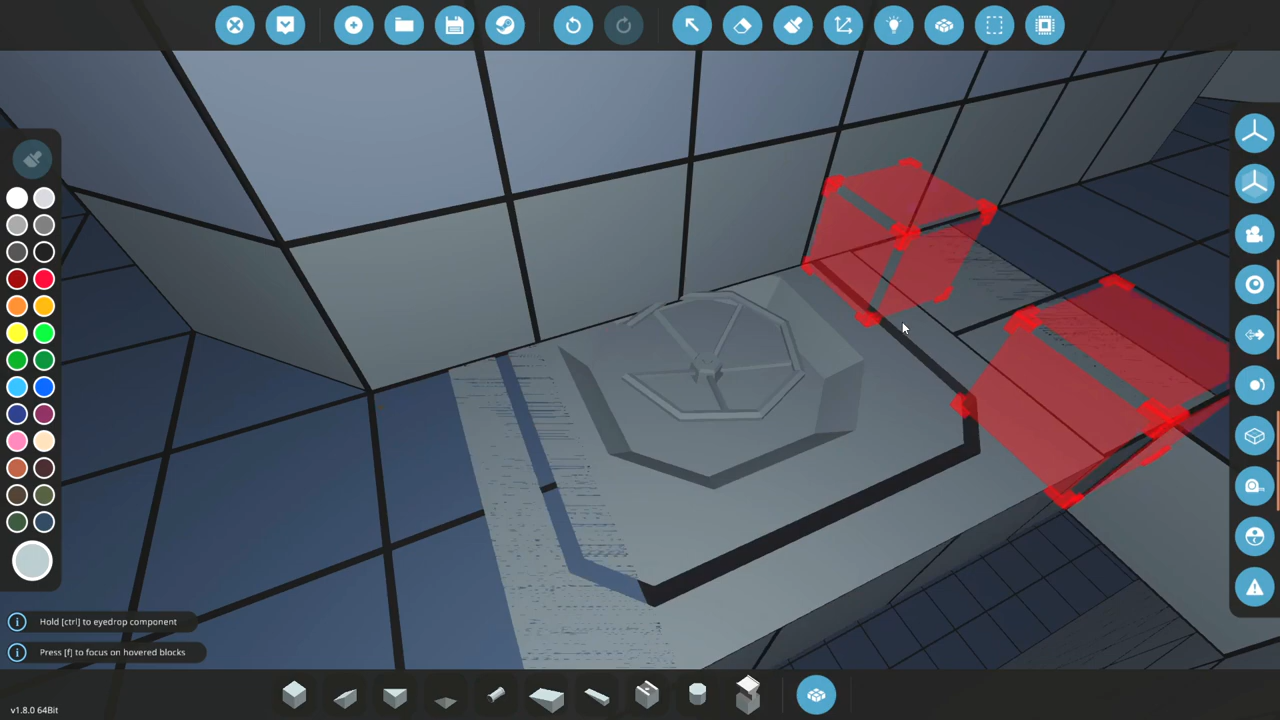 Hold [ctrl] to eyedrop component
Press [f] to focus on hovered blocks
v1.8.0 64Bit